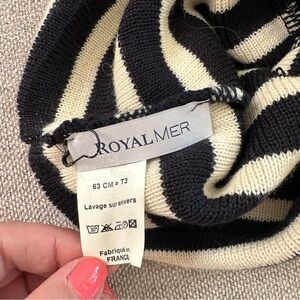 ROYALMER
63 CM = T3
Lavage sur envers
Fabriqué en
FRANCE